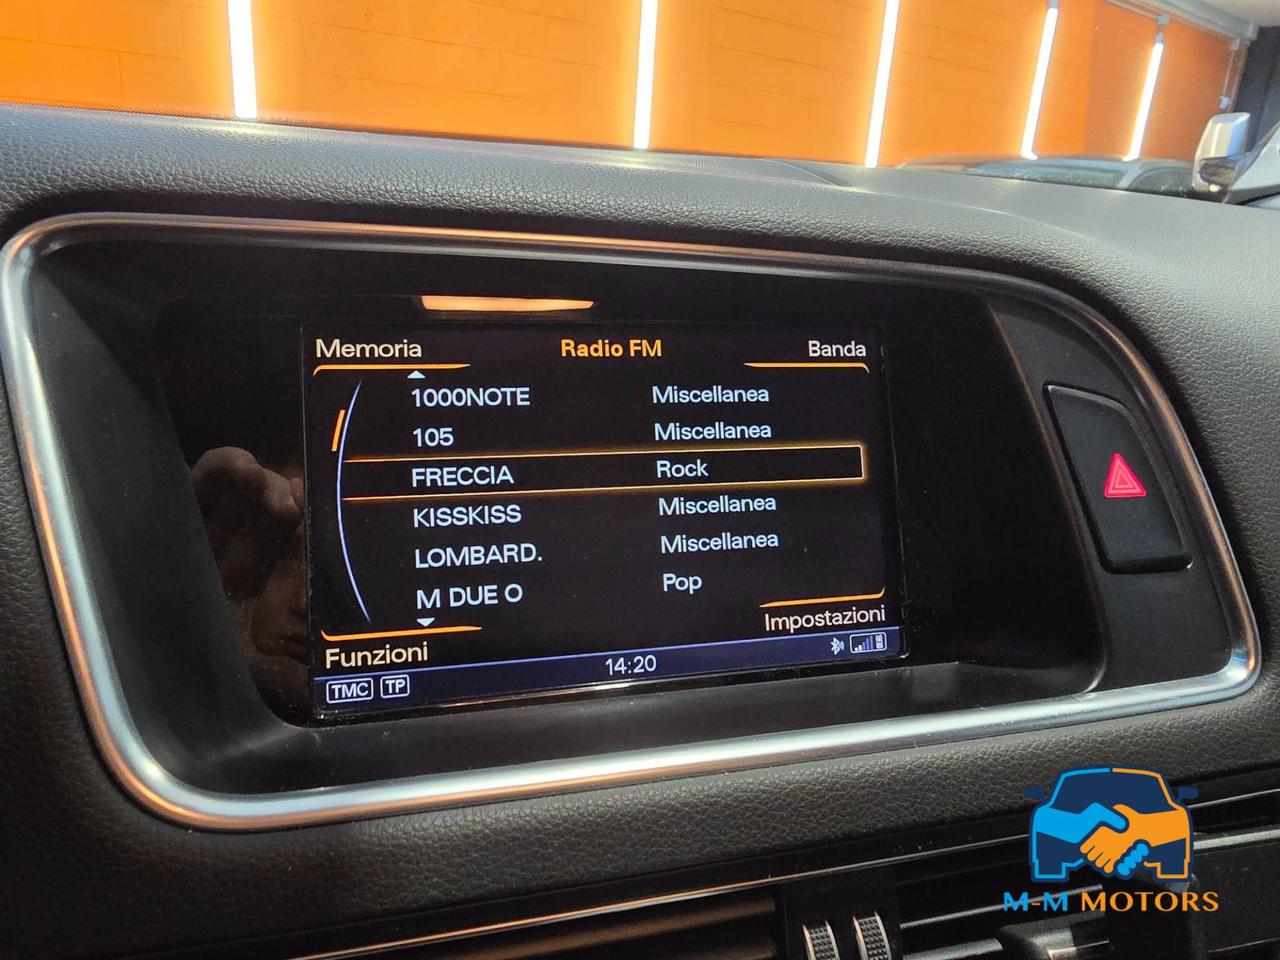 Memoria Radio FM Banda
1000NOTE Miscellanea
105 Miscellanea
FRECCIA Rock
KISSKISS Miscellanea
LOMBARD. Miscellanea
M DUE O Pop
Funzioni Impostazioni
TMC TP 14:20
M-M MOTORS